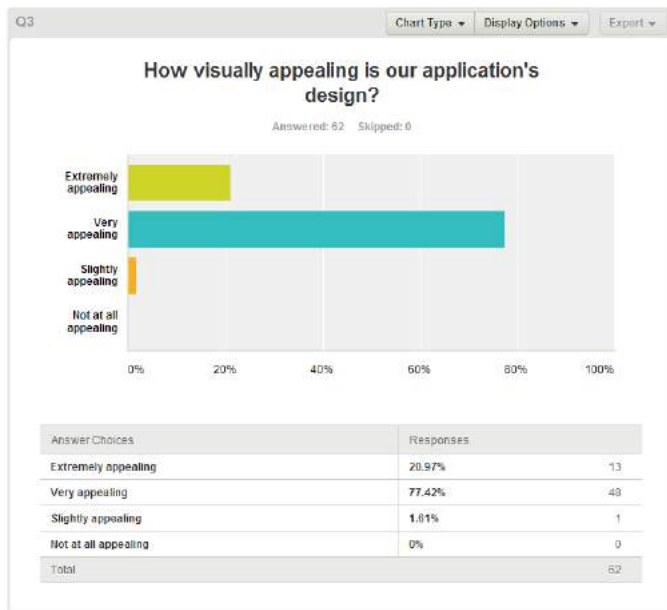 Q3
Chart Type
Display Options
Export
How visually appealing is our application's
design?
Answered: 62 Skipped: 0
Extremely
appealing
Very
appealing
Slightly
appealing
Not at all
appealing
0% 20% 40% 60% 80% 100%
Answer Choices Responses
Extremely appealing 20.97% 13
Very appealing 77.42% 48
Slightly appealing 1.61% 1
Not at all appealing 0% 0
Total 62